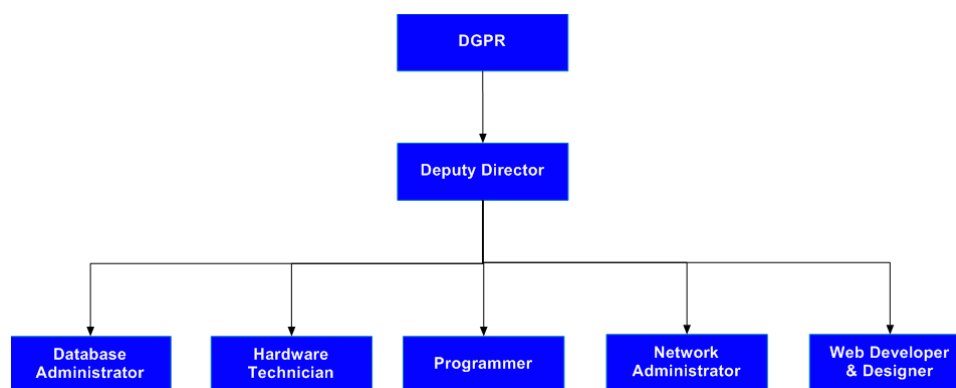 DGPR
Deputy Director
Database
Administrator
Hardware
Technician
Programmer
Network
Administrator
Web Developer
& Designer